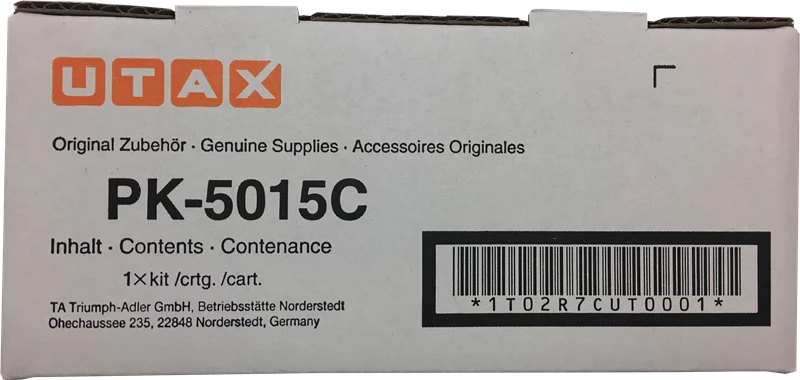 UTAX
Original Zubehör · Genuine Supplies · Accessoires Originales
PK-5015C
Inhalt · Contents · Contenance
1× kit /crtg. /cart.
TA Triumph-Adler GmbH, Betriebsstätte Norderstedt
Ohechaussee 235, 22848 Norderstedt, Germany
*1T02R7CUT0001*